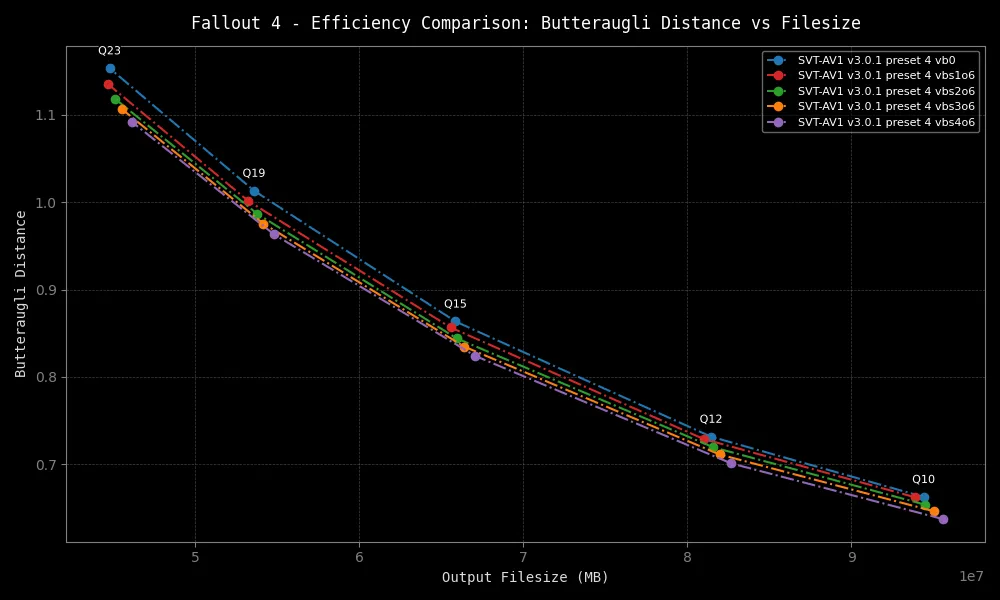 Fallout 4 - Efficiency Comparison: Butteraugli Distance vs Filesize
Q23
SVT-AV1 v3.0.1 preset 4 vb0
SVT-AV1 v3.0.1 preset 4 vbs1o6
SVT-AV1 v3.0.1 preset 4 vbs2o6
SVT-AV1 v3.0.1 preset 4 vbs3o6
SVT-AV1 v3.0.1 preset 4 vbs4o6
1.1
Q19
1.0
0.9
Q15
0.8
Q12
0.7
Q10
Butteraugli Distance
5
6
7
8
9
1e7
Output Filesize (MB)